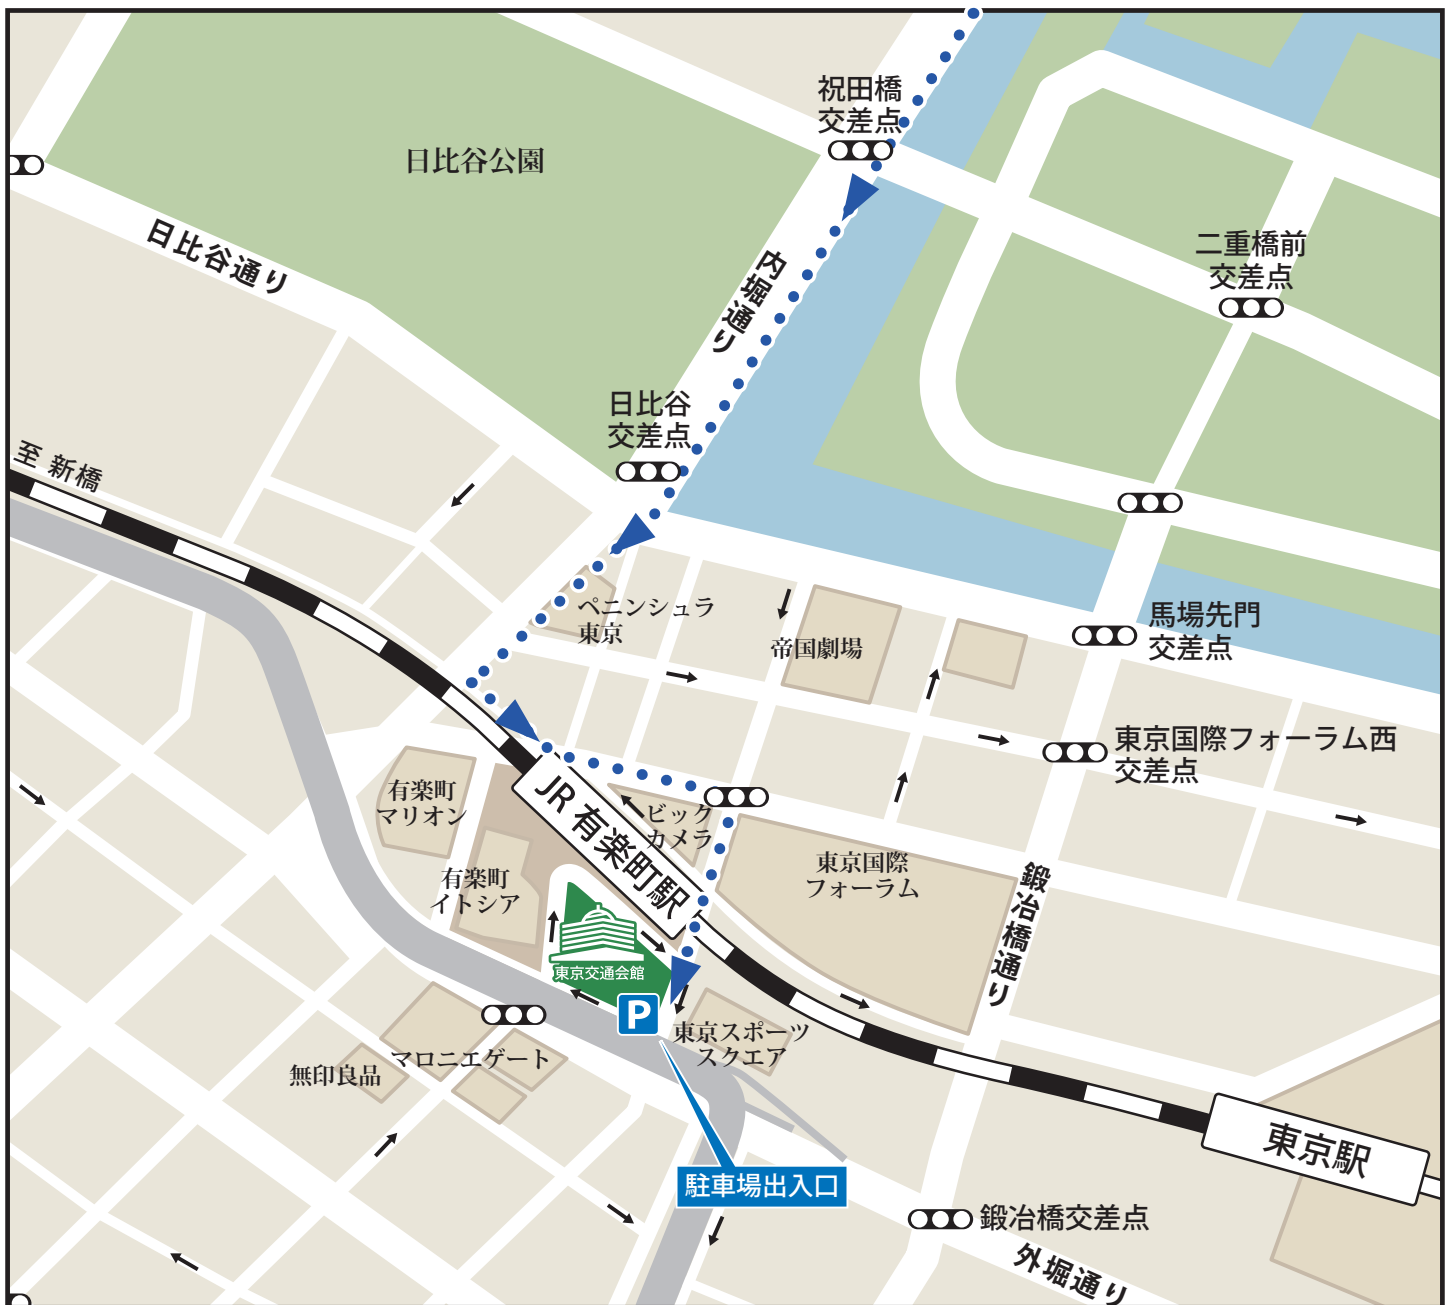 祝田橋
交差点
日比谷公園
日比谷通り
内堀通り
二重橋前
交差点
日比谷
交差点
至 新橋
ペニンシュラ
東京
帝国劇場
馬場先門
交差点
東京国際フォーラム西
交差点
有楽町
マリオン
JR 有楽町駅
ビック
カメラ
東京国際
フォーラム
有楽町
イトシア
鍛冶橋通り
東京交通会館
P
東京スポーツ
スクエア
マロニエゲート
無印良品
東京駅
駐車場出入口
鍛冶橋交差点
外堀通り